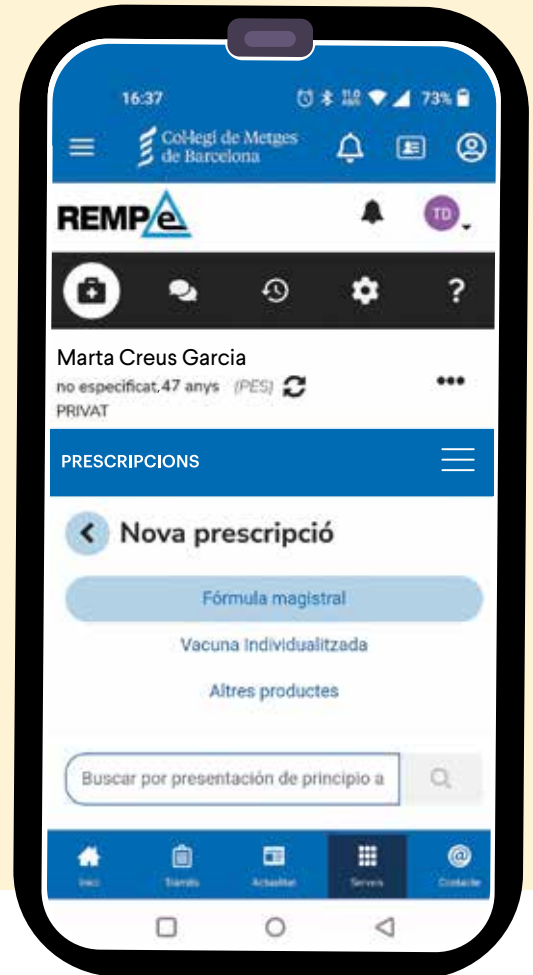 16:37
73%
Col·legi de Metges
de Barcelona
REMPe
TD
?
Marta Creus Garcia
no especificat, 47 anys (PES)
PRIVAT
PRESCRIPCIONS
Nova prescripció
Fórmula magistral
Vacuna Individualitzada
Altres productes
Buscar por presentación de principio a
Inici Tràmits Actualitat Serveis Contacte